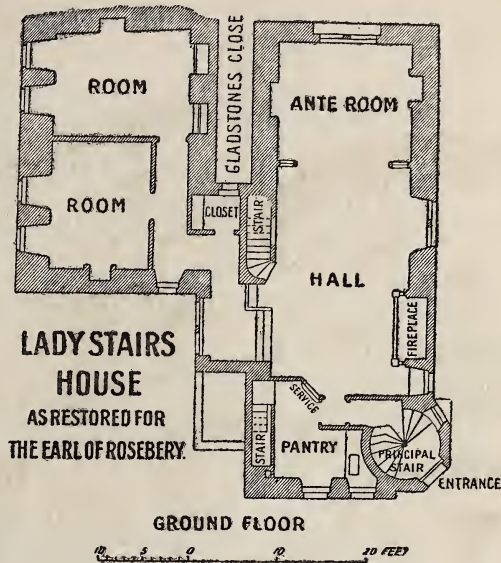 GLADSTONES CLOSE
ROOM
ANTE ROOM
ROOM
CLOSET
STAIR
HALL
FIREPLACE
LADY STAIRS
HOUSE
AS RESTORED FOR
THE EARL OF ROSEBERY.
SERVICE
STAIR
PANTRY
PRINCIPAL
STAIR
ENTRANCE
GROUND FLOOR
10 5 0 10 20 FEET